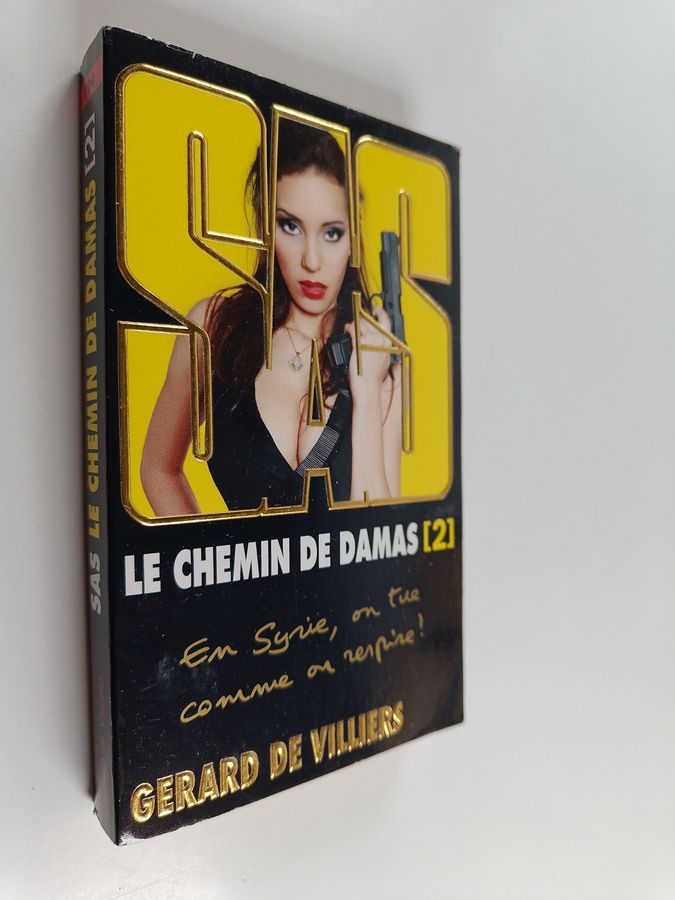 SAS
LE CHEMIN DE DAMAS [2]
En Syrie, on tue
comme on respire!
GERARD DE VILLIERS
SAS LE CHEMIN DE DAMAS [2]